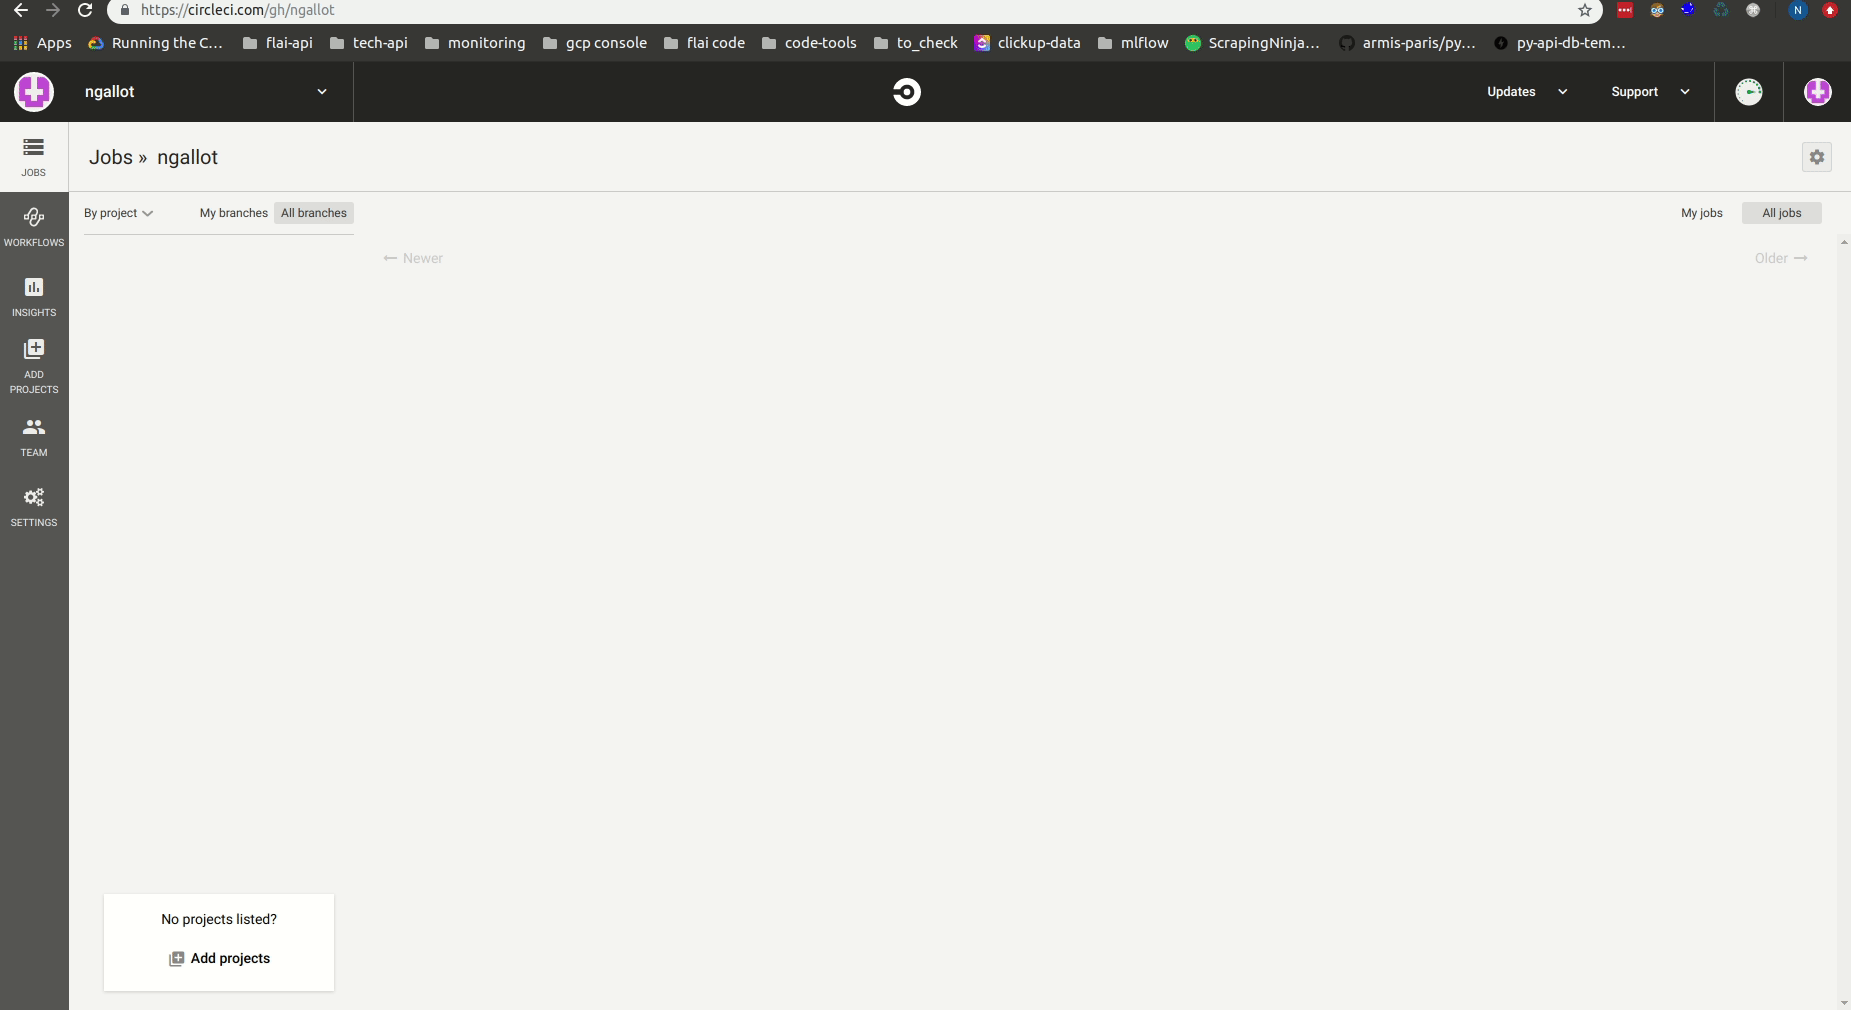 https://circleci.com/gh/ngallot
N
Apps Running the C... flai-api tech-api monitoring gcp console flai code code-tools to_check clickup-data mlflow ScrapingNinja... armis-paris/py... py-api-db-tem...
ngallot Updates Support
JOBS
Jobs » ngallot
By project My branches All branches My jobs All jobs
WORKFLOWS
← Newer Older →
INSIGHTS
ADD
PROJECTS
TEAM
SETTINGS
No projects listed?
Add projects